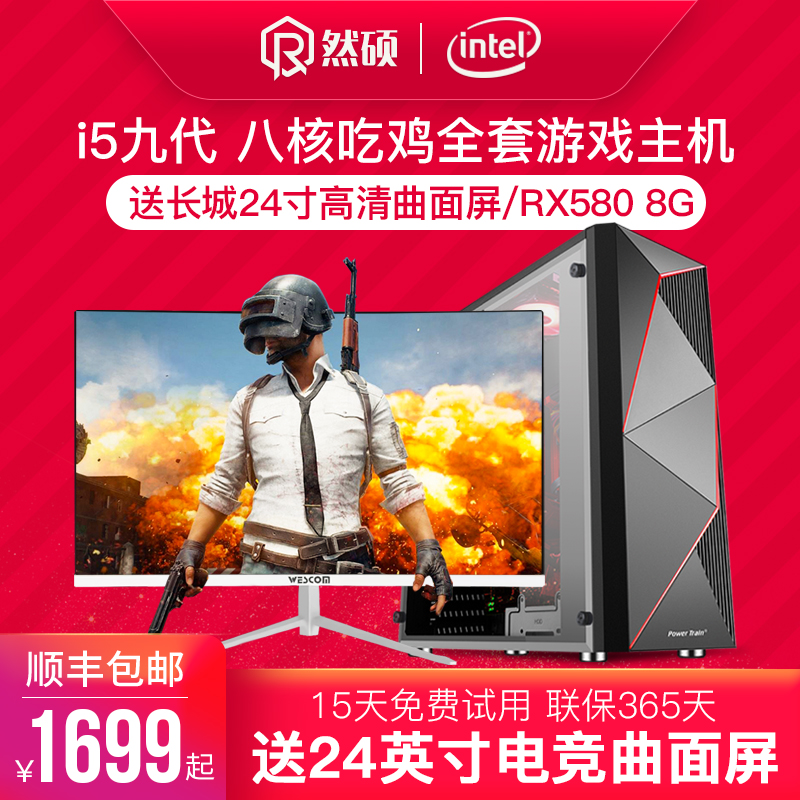 然硕 intel
i5九代 八核吃鸡全套游戏主机
送长城24寸高清曲面屏/RX580 8G
WESCOM
Power Train
顺丰包邮
¥1699起
15天免费试用 联保365天
送24英寸电竞曲面屏